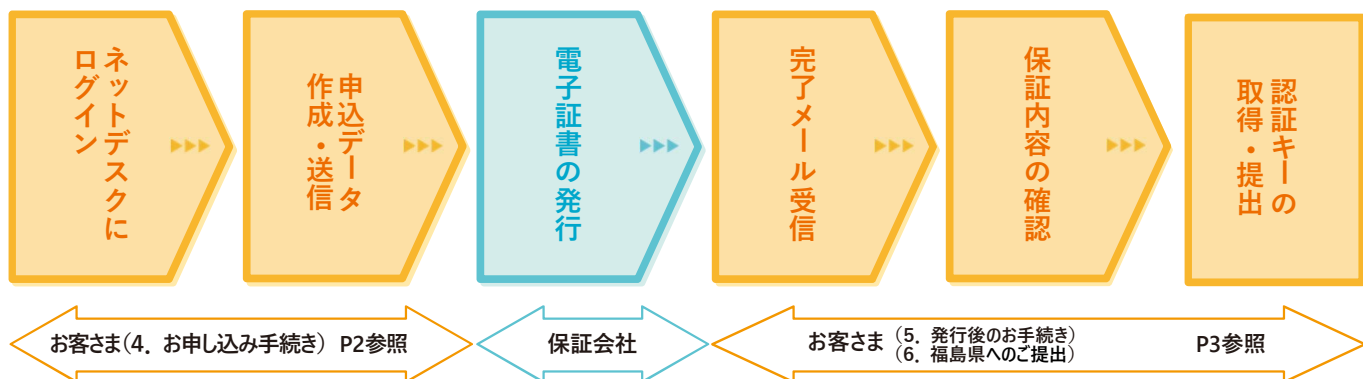 ネットデスクに
ログイン
申込データ
作成・送信
電子証書の発行
完了メール受信
保証内容の確認
認証キーの
取得・提出
お客さま(4．お申し込み手続き) P2参照
保証会社
お客さま (5．発行後のお手続き)
(6．福島県へのご提出)
P3参照